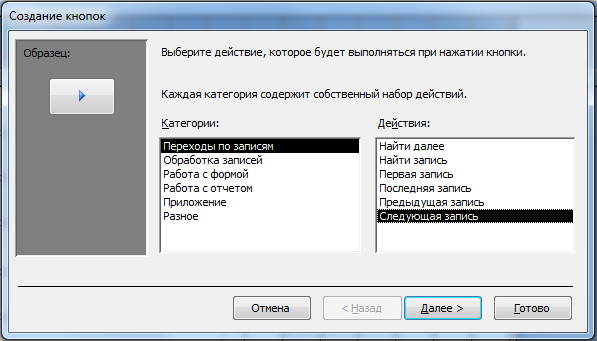 Создание кнопок
Образец:
Выберите действие, которое будет выполняться при нажатии кнопки.
Каждая категория содержит собственный набор действий.
Категории:
Переходы по записям
Обработка записей
Работа с формой
Работа с отчетом
Приложение
Разное
Действия:
Найти далее
Найти запись
Первая запись
Последняя запись
Предыдущая запись
Следующая запись
Отмена
< Назад
Далее >
Готово